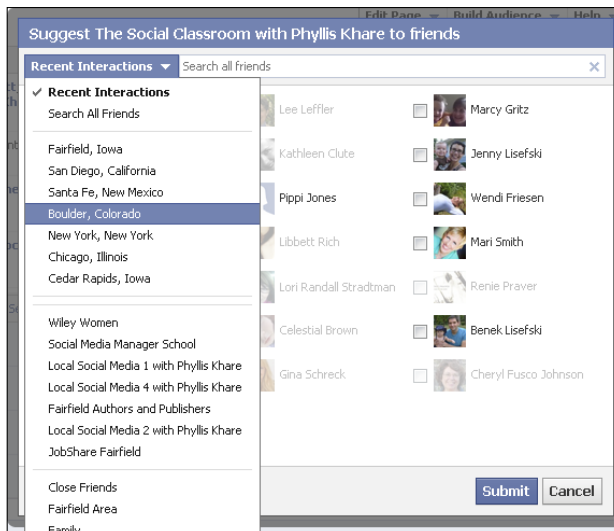 Edit Page Build Audience Help
Suggest The Social Classroom with Phyllis Khare to friends
Recent Interactions Search all friends
✓ Recent Interactions
Search All Friends
Fairfield, Iowa
San Diego, California
Santa Fe, New Mexico
Boulder, Colorado
New York, New York
Chicago, Illinois
Cedar Rapids, Iowa
Wiley Women
Social Media Manager School
Local Social Media 1 with Phyllis Khare
Local Social Media 4 with Phyllis Khare
Fairfield Authors and Publishers
Local Social Media 2 with Phyllis Khare
JobShare Fairfield
Close Friends
Fairfield Area
Family
Lee Leffler Marcy Gritz
Kathleen Clute Jenny Lisefski
Pippi Jones Wendi Friesen
Libbett Rich Mari Smith
Lori Randall Stradtman Renie Praver
Celestial Brown Benek Lisefski
Gina Schreck Cheryl Fusco Johnson
Submit Cancel